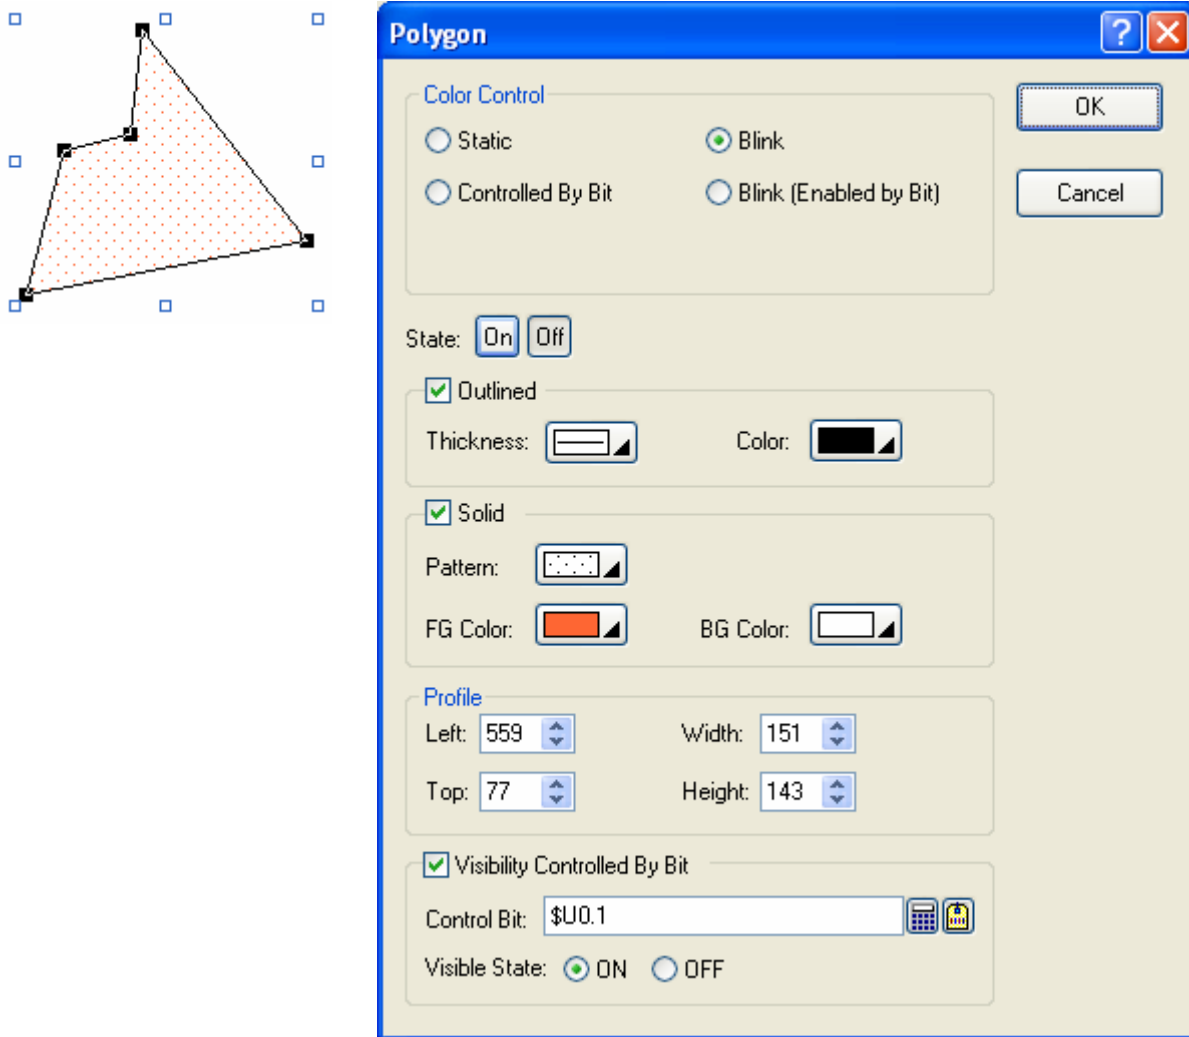 Polygon
Color Control
OK
Static Blink
Controlled By Bit Blink (Enabled by Bit)
Cancel
State: On Off
Outlined
Thickness: Color:
Solid
Pattern:
FG Color: BG Color:
Profile
Left: 559 Width: 151
Top: 77 Height: 143
Visibility Controlled By Bit
Control Bit: $U0.1
Visible State: ON OFF